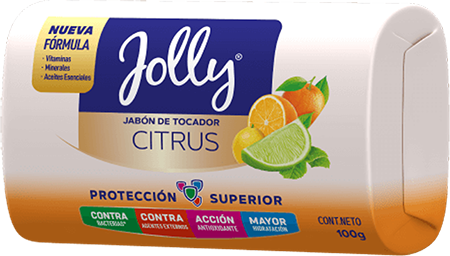 NUEVA
FÓRMULA
• Vitaminas
• Minerales
• Aceites Esenciales
Jolly®
JABÓN DE TOCADOR
CITRUS
PROTECCIÓN SUPERIOR
CONTRA
BACTERIAS*
CONTRA
AGENTES EXTERNOS
ACCIÓN
ANTIOXIDANTE
MAYOR
HIDRATACIÓN
CONT.NETO
100g